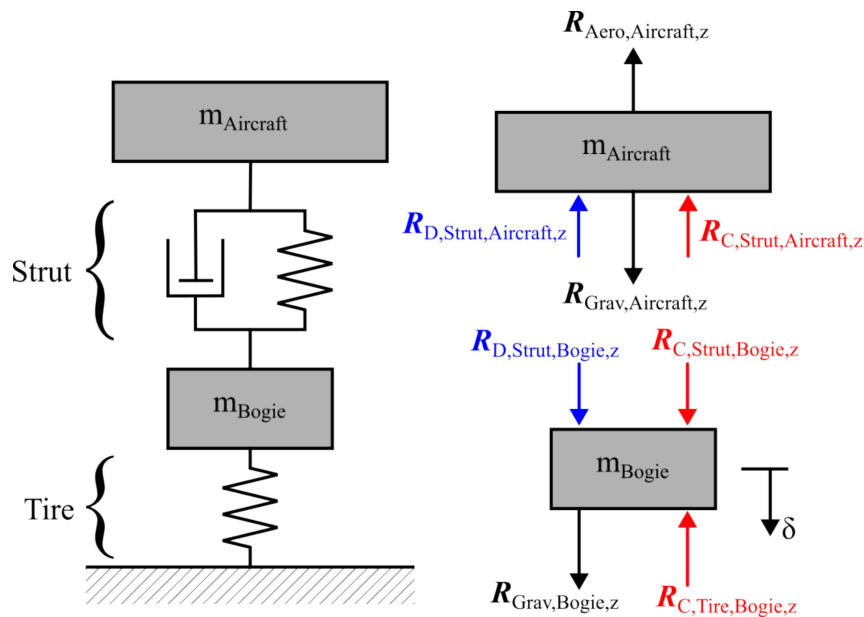 m_Aircraft
Strut
m_Bogie
Tire
R_Aero,Aircraft,z
m_Aircraft
R_D,Strut,Aircraft,z
R_C,Strut,Aircraft,z
R_Grav,Aircraft,z
R_D,Strut,Bogie,z
R_C,Strut,Bogie,z
m_Bogie
δ
R_Grav,Bogie,z
R_C,Tire,Bogie,z